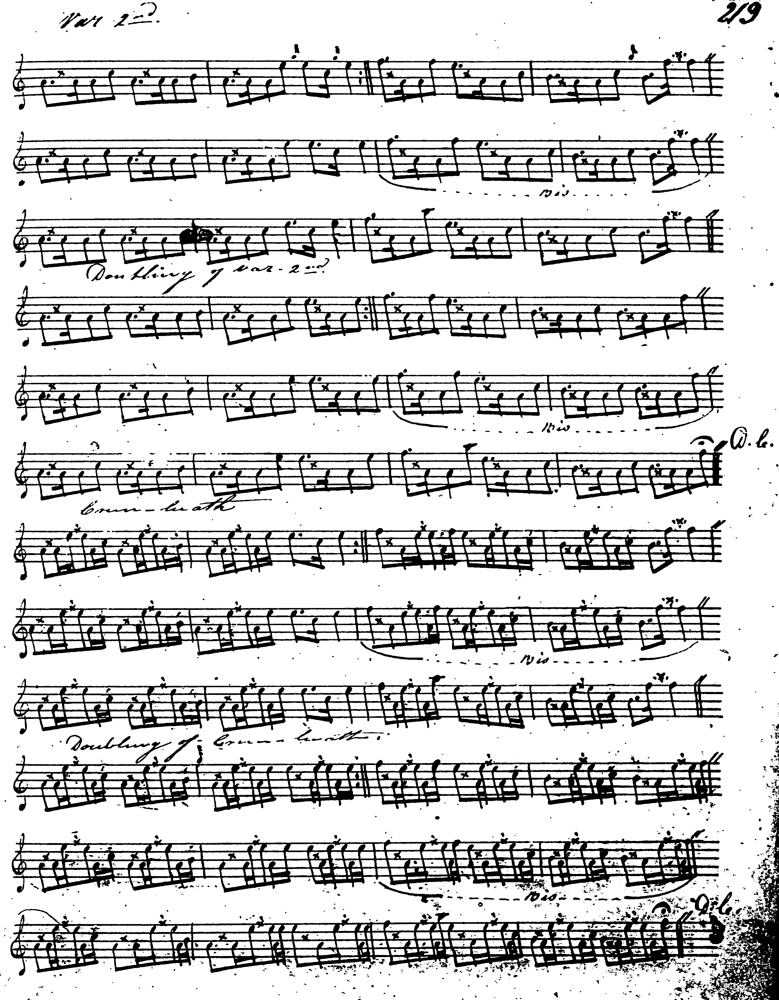 Var 2nd.
219
Bis
Doubling of Var. 2nd.
Bis
D.C.
Crun-luath
Bis
Doubling of Crun-luath.
Bis
D.C.